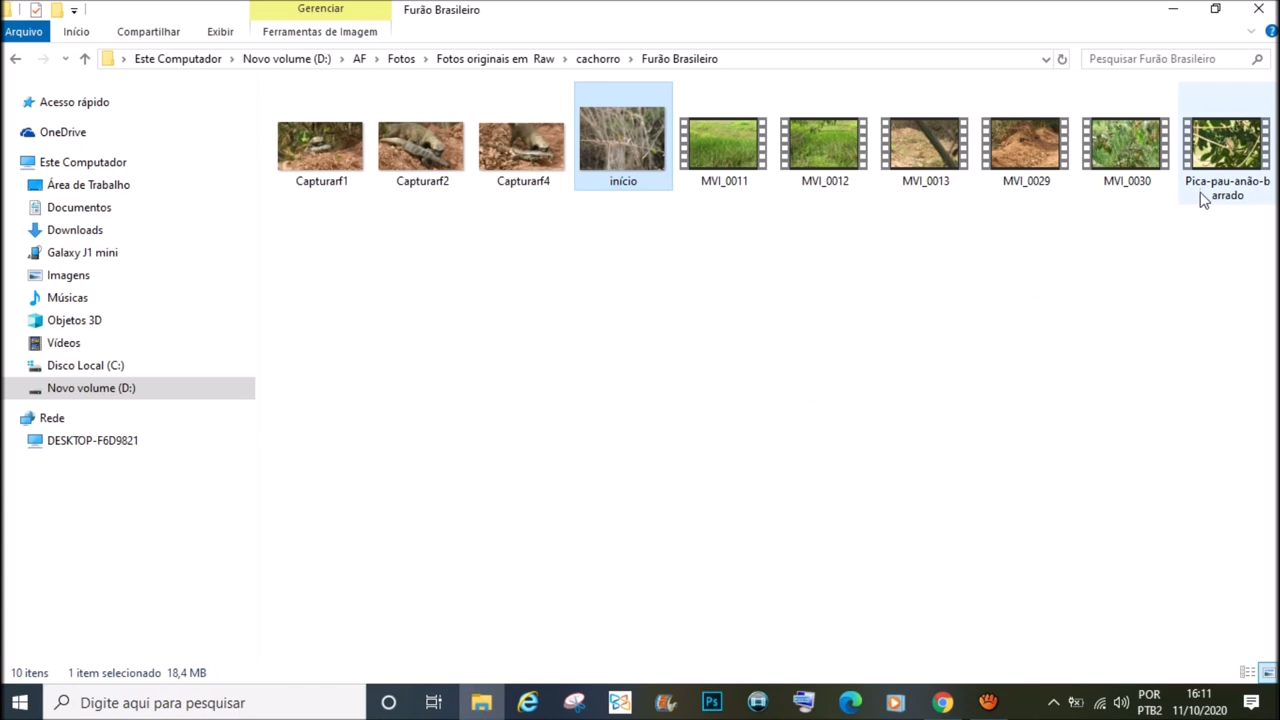 Gerenciar
Furão Brasileiro
Arquivo
Início
Compartilhar
Exibir
Ferramentas de Imagem
Este Computador
Novo volume (D:)
AF
Fotos
Fotos originais em Raw
cachorro
Furão Brasileiro
Pesquisar Furão Brasileiro
Acesso rápido
OneDrive
Este Computador
Área de Trabalho
Documentos
Downloads
Galaxy J1 mini
Imagens
Músicas
Objetos 3D
Vídeos
Disco Local (C:)
Novo volume (D:)
Rede
DESKTOP-F6D9821
Capturarf1
Capturarf2
Capturarf4
início
MVI_0011
MVI_0012
MVI_0013
MVI_0029
MVI_0030
Pica-pau-anão-b
arrado
10 itens
1 item selecionado 18,4 MB
Digite aqui para pesquisar
Ps
POR
PTB2
16:11
11/10/2020